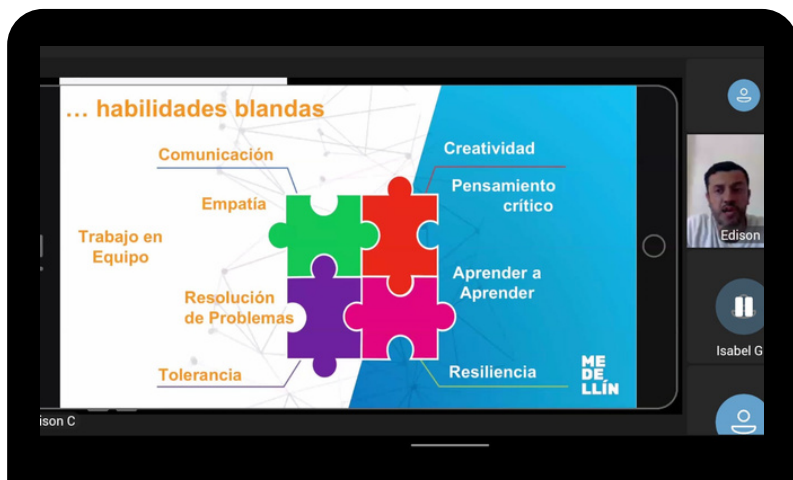 ... habilidades blandas
Comunicación
Empatía
Trabajo en
Equipo
Resolución
de Problemas
Tolerancia
Creatividad
Pensamiento
crítico
Aprender a
Aprender
Resiliencia
ME
DE
LLÍN
Edison
Isabel G
ison C